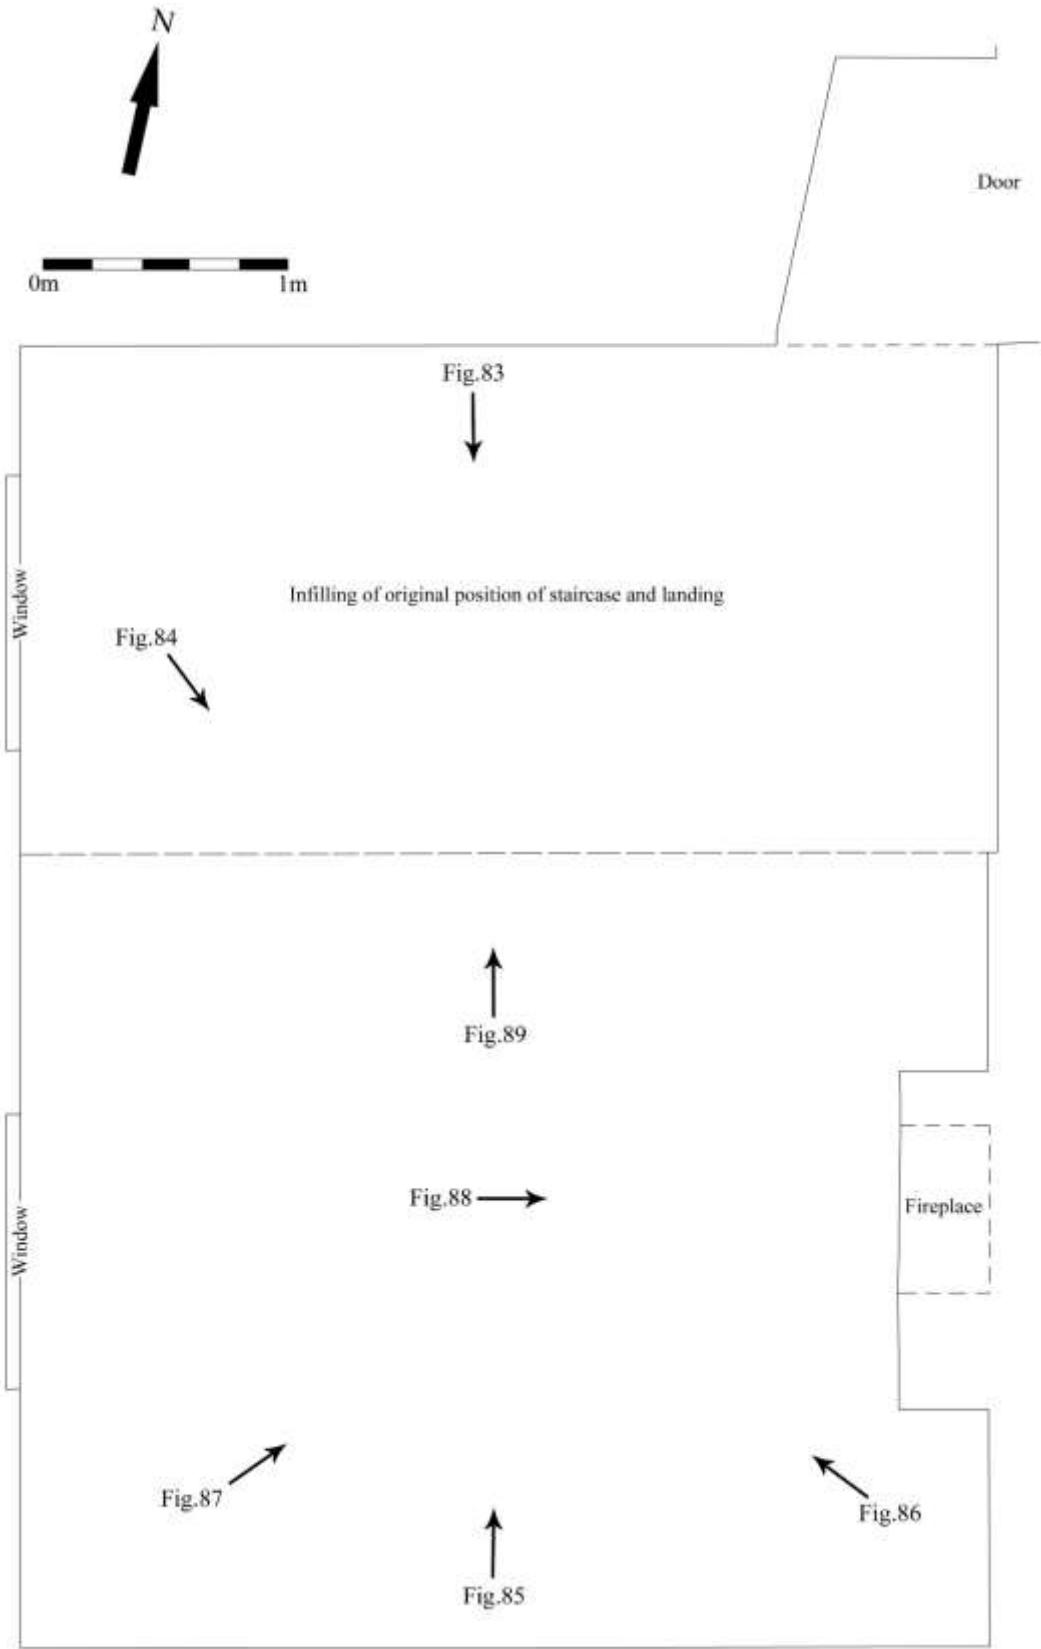 N
Door
0m 1m
Fig.83
Window
Infilling of original position of staircase and landing
Fig.84
Fig.89
Fig.88
Fireplace
Window
Fig.87
Fig.86
Fig.85